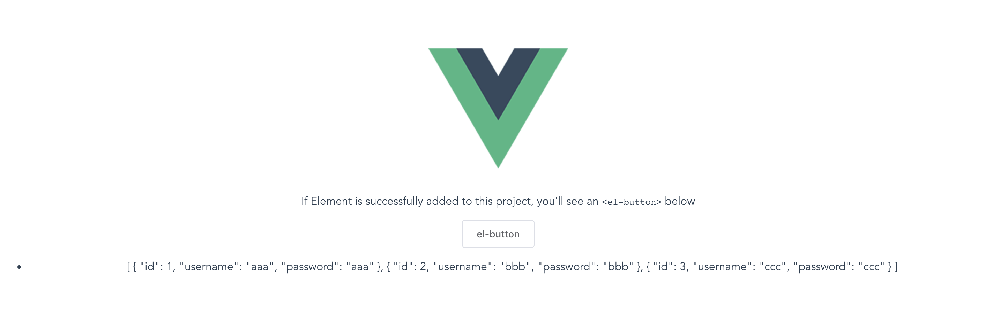 If Element is successfully added to this project, you'll see an <el-button> below
el-button
• [ { "id": 1, "username": "aaa", "password": "aaa" }, { "id": 2, "username": "bbb", "password": "bbb" }, { "id": 3, "username": "ccc", "password": "ccc" } ]